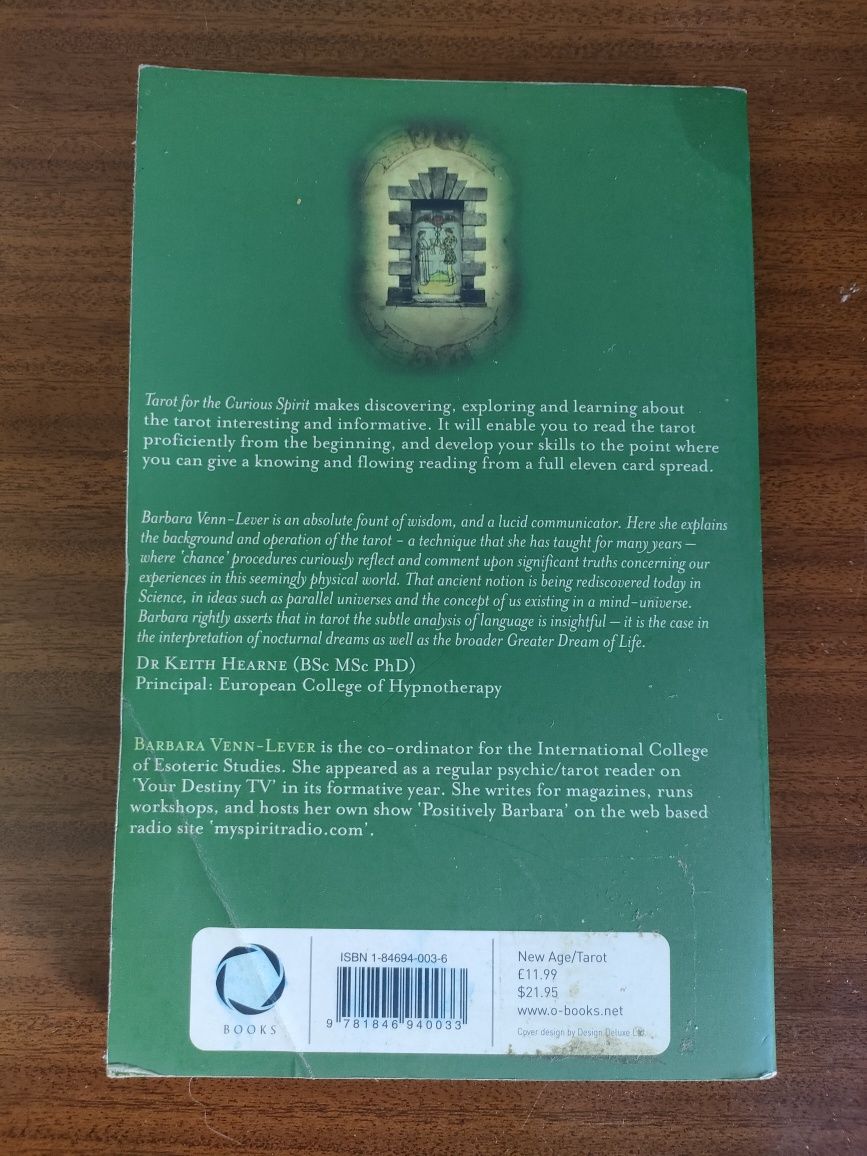 Tarot for the Curious Spirit makes discovering, exploring and learning about
the tarot interesting and informative. It will enable you to read the tarot
proficiently from the beginning, and develop your skills to the point where
you can give a knowing and flowing reading from a full eleven card spread.
Barbara Venn-Lever is an absolute fount of wisdom, and a lucid communicator. Here she explains
the background and operation of the tarot – a technique that she has taught for many years –
where 'chance' procedures curiously reflect and comment upon significant truths concerning our
experiences in this seemingly physical world. That ancient notion is being rediscovered today in
Science, in ideas such as parallel universes and the concept of us existing in a mind-universe.
Barbara rightly asserts that in tarot the subtle analysis of language is insightful – it is the case in
the interpretation of nocturnal dreams as well as the broader Greater Dream of Life.
DR KEITH HEARNE (BSc MSc PhD)
Principal: European College of Hypnotherapy
BARBARA VENN-LEVER is the co-ordinator for the International College
of Esoteric Studies. She appeared as a regular psychic/tarot reader on
'Your Destiny TV' in its formative year. She writes for magazines, runs
workshops, and hosts her own show 'Positively Barbara' on the web based
radio site 'myspiritradio.com'.
BOOKS
ISBN 1-84694-003-6
9 781846 940033
New Age/Tarot
£11.99
$21.95
www.o-books.net
Cover design by Design Deluxe Ltd.